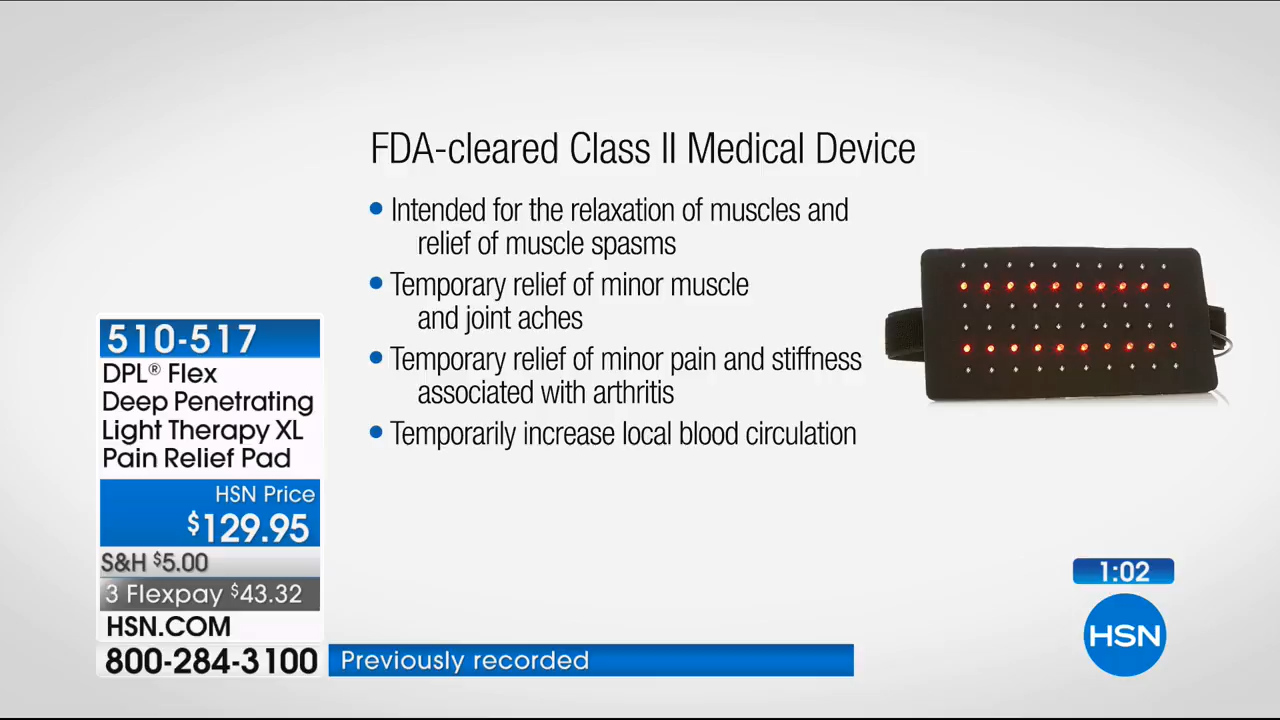 FDA-cleared Class II Medical Device
• Intended for the relaxation of muscles and
relief of muscle spasms
• Temporary relief of minor muscle
and joint aches
• Temporary relief of minor pain and stiffness
associated with arthritis
• Temporarily increase local blood circulation
510-517
DPL® Flex
Deep Penetrating
Light Therapy XL
Pain Relief Pad
HSN Price
$129.95
S&H $5.00
3 Flexpay $43.32
HSN.COM
800-284-3100
Previously recorded
1:02
HSN